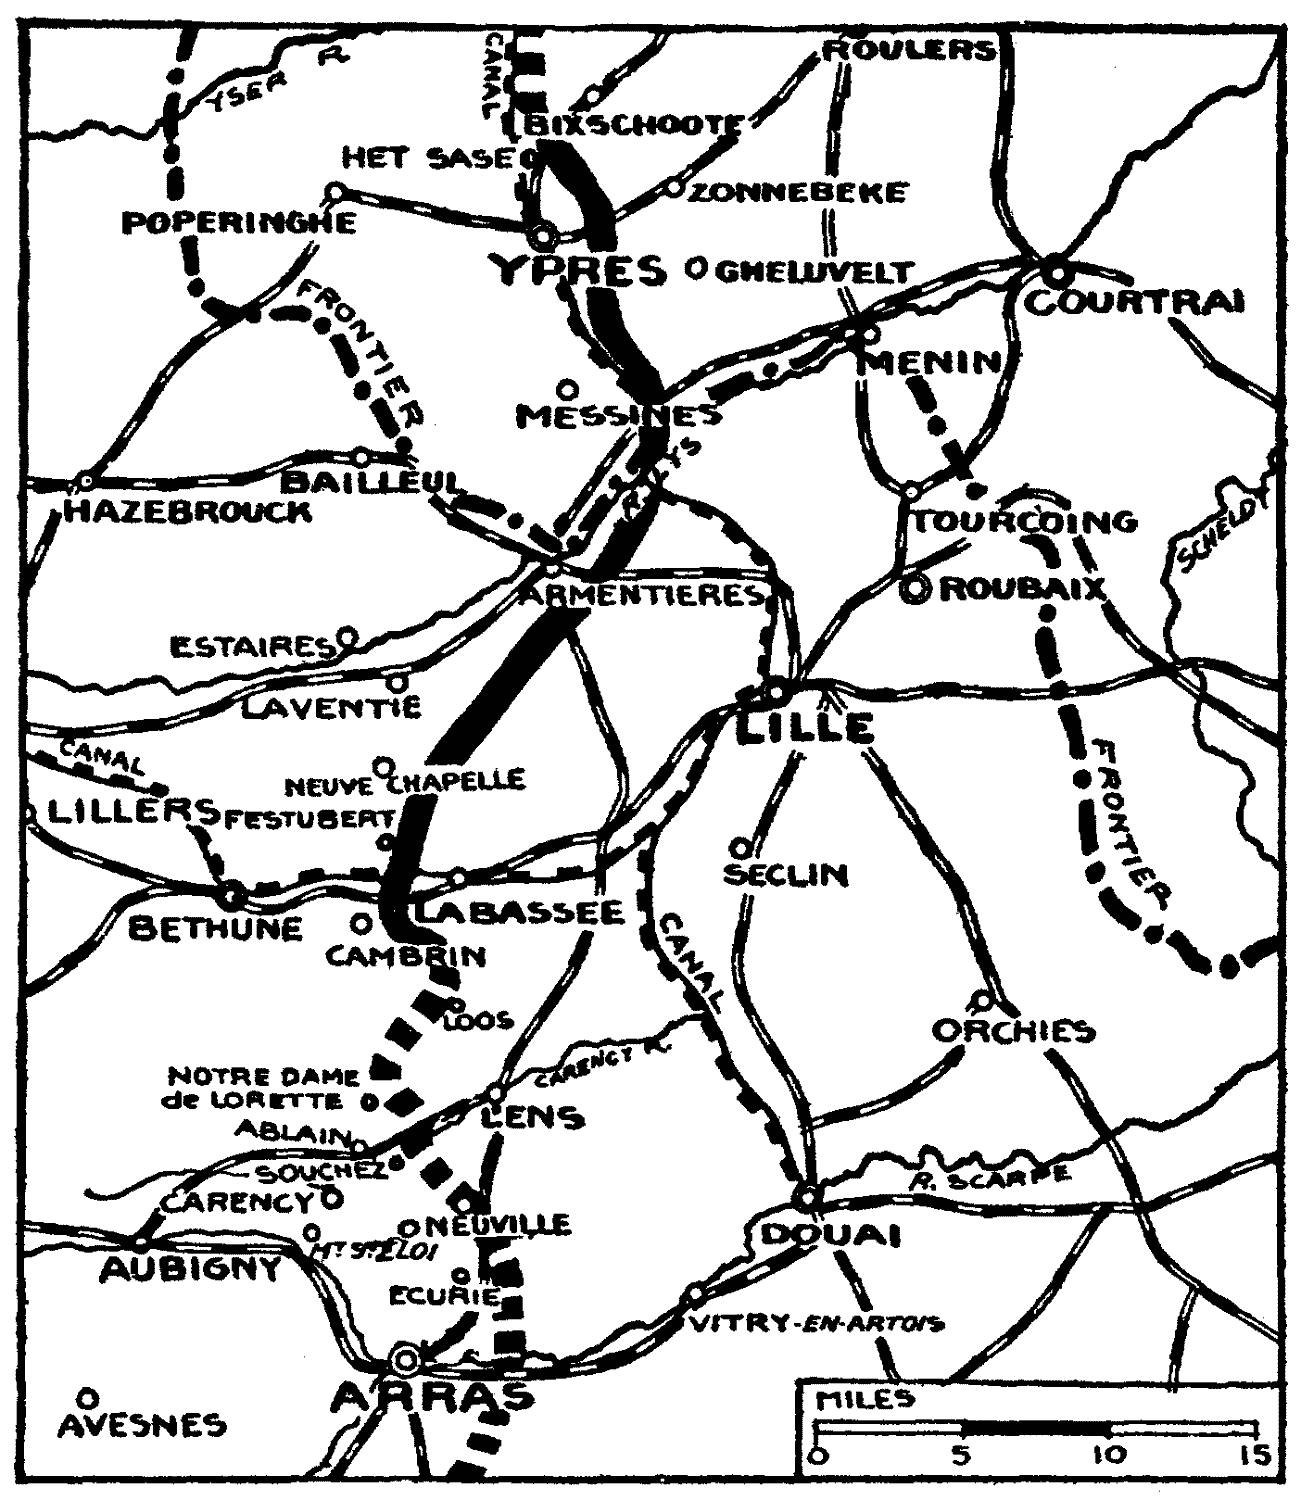 YSER R.
CANAL
ROULERS
BIXSCHOOTE
HET SASE
ZONNEBEKE
POPERINGHE
YPRES
GHELUVELT
COURTRAI
FRONTIER
MENIN
MESSINES
R. LYS
BAILLEUL
HAZEBROUCK
TOURCOING
SCHELDT
ROUBAIX
ARMENTIERES
ESTAIRES
LAVENTIE
LILLE
CANAL
NEUVE CHAPELLE
FRONTIER
LILLERS
FESTUBERT
SECLIN
LA BASSEE
BETHUNE
CAMBRIN
CANAL
LOOS
ORCHIES
CARENCY R.
NOTRE DAME
de LORETTE
LENS
ABLAIN
SOUCHEZ
R. SCARPE
CARENCY
NEUVILLE
DOUAI
MT. ST. ELOI
AUBIGNY
ECURIE
VITRY-EN-ARTOIS
ARRAS
AVESNES
MILES
0 5 10 15